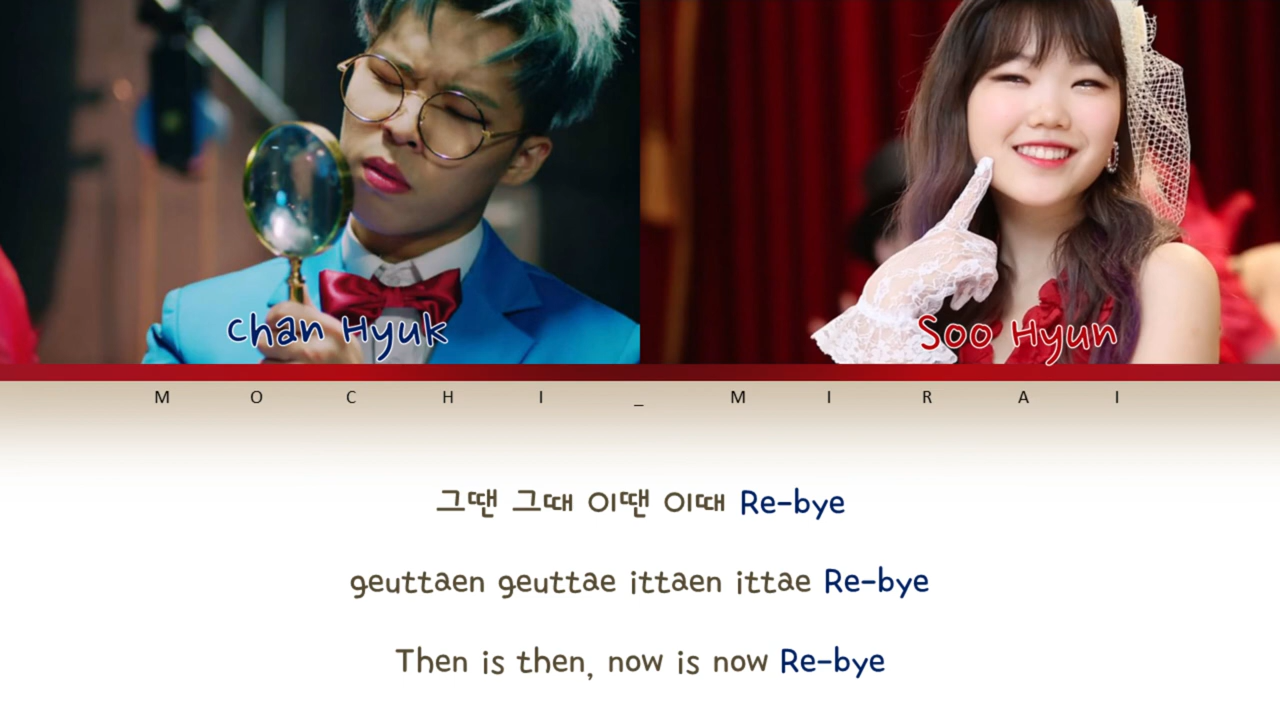 Chan Hyuk
Soo Hyun
MOCHI_MIRAI
그땐 그때 이땐 이때 Re-bye
geuttaen geuttae ittaen ittae Re-bye
Then is then, now is now Re-bye